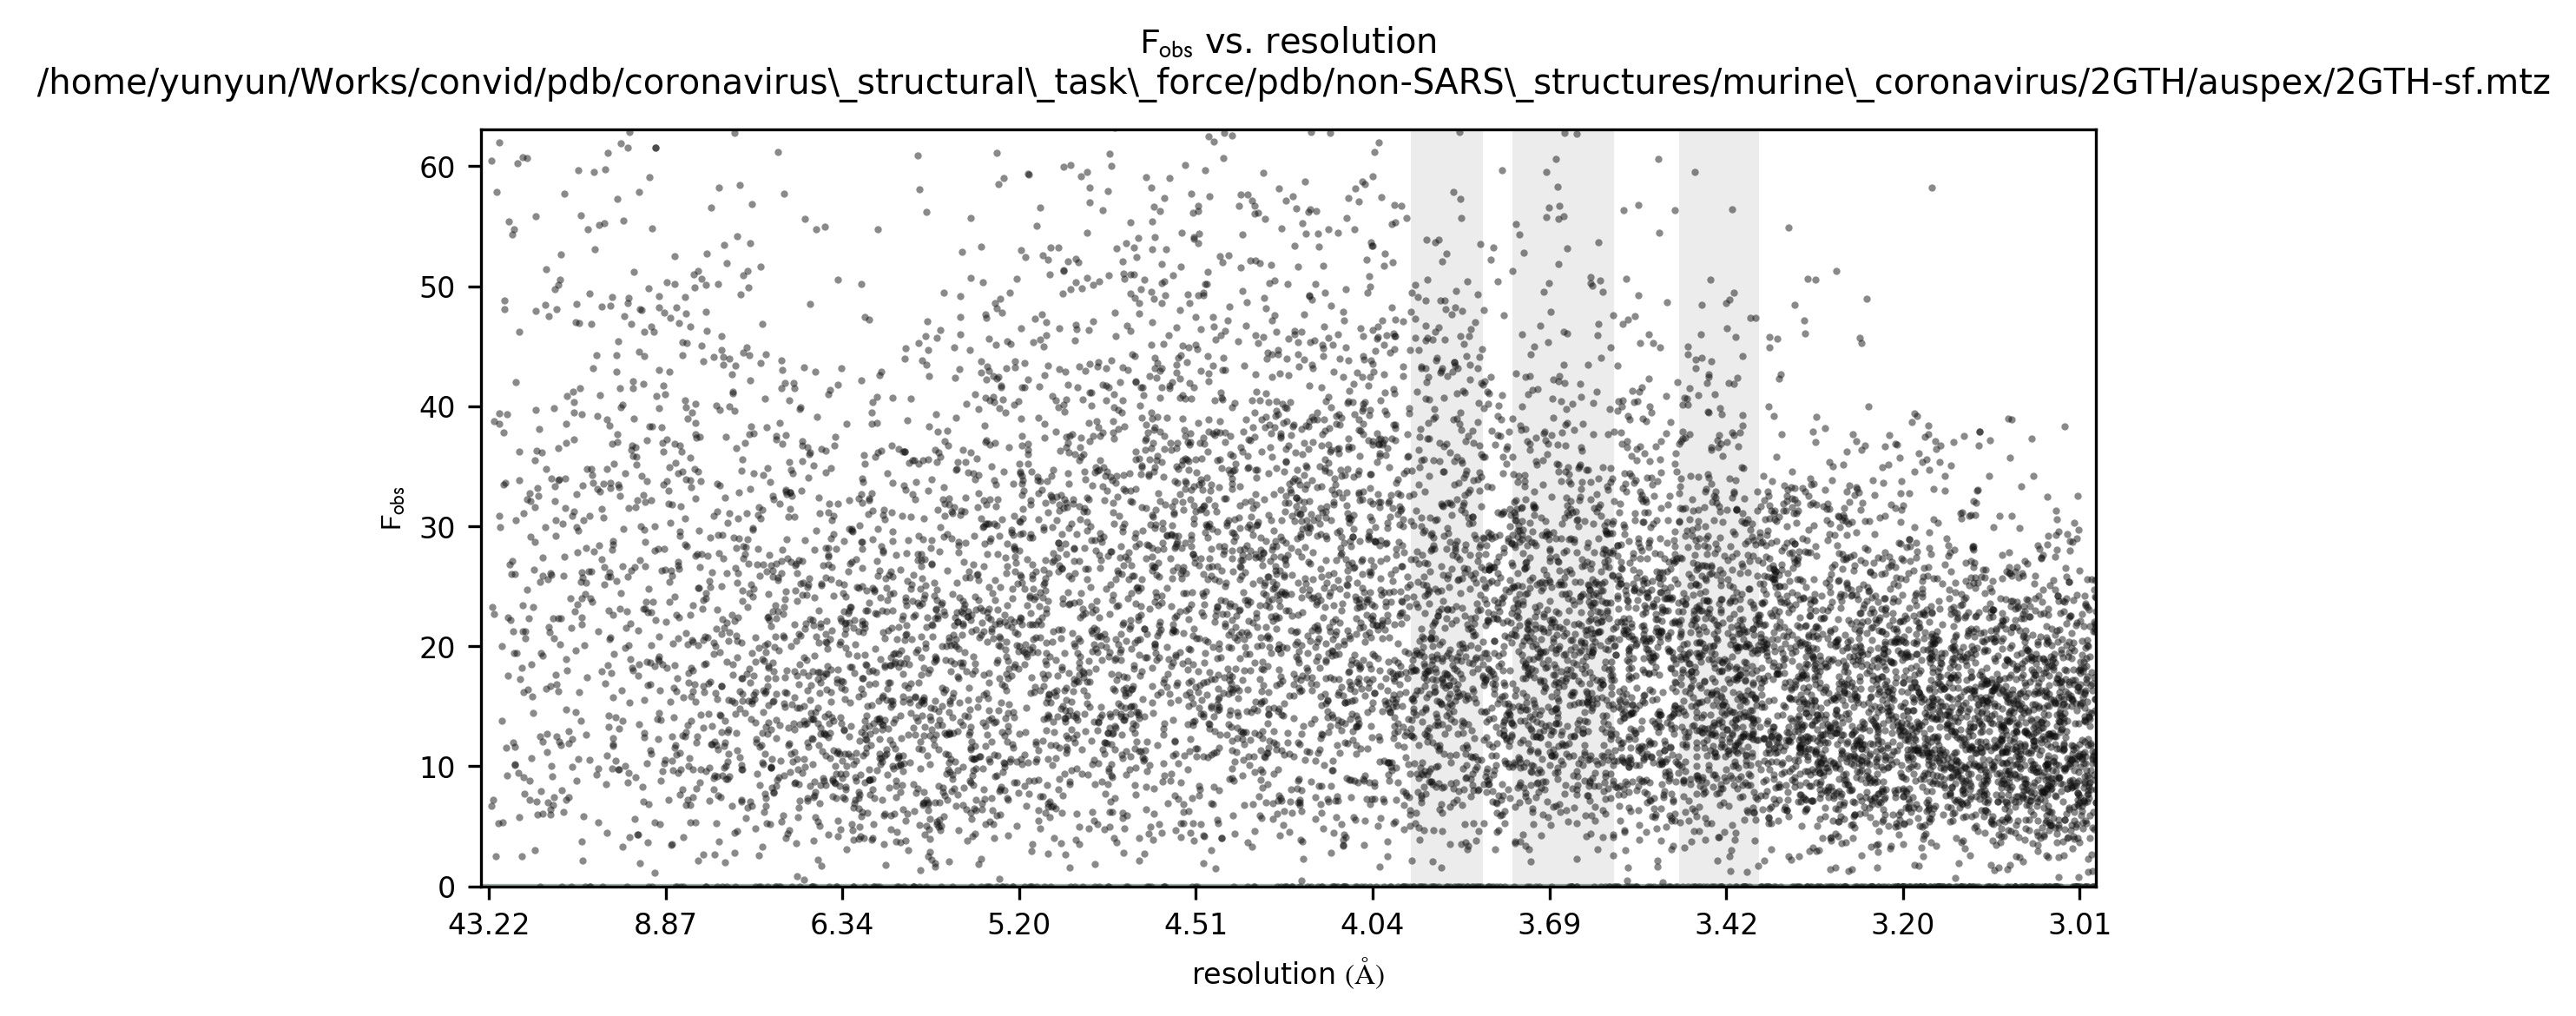 F_obs vs. resolution
/home/yunyun/Works/convid/pdb/coronavirus\_structural\_task\_force/pdb/non-SARS\_structures/murine\_coronavirus/2GTH/auspex/2GTH-sf.mtz
60
50
40
30
20
10
0
F_obs
43.22 8.87 6.34 5.20 4.51 4.04 3.69 3.42 3.20 3.01
resolution (Å)